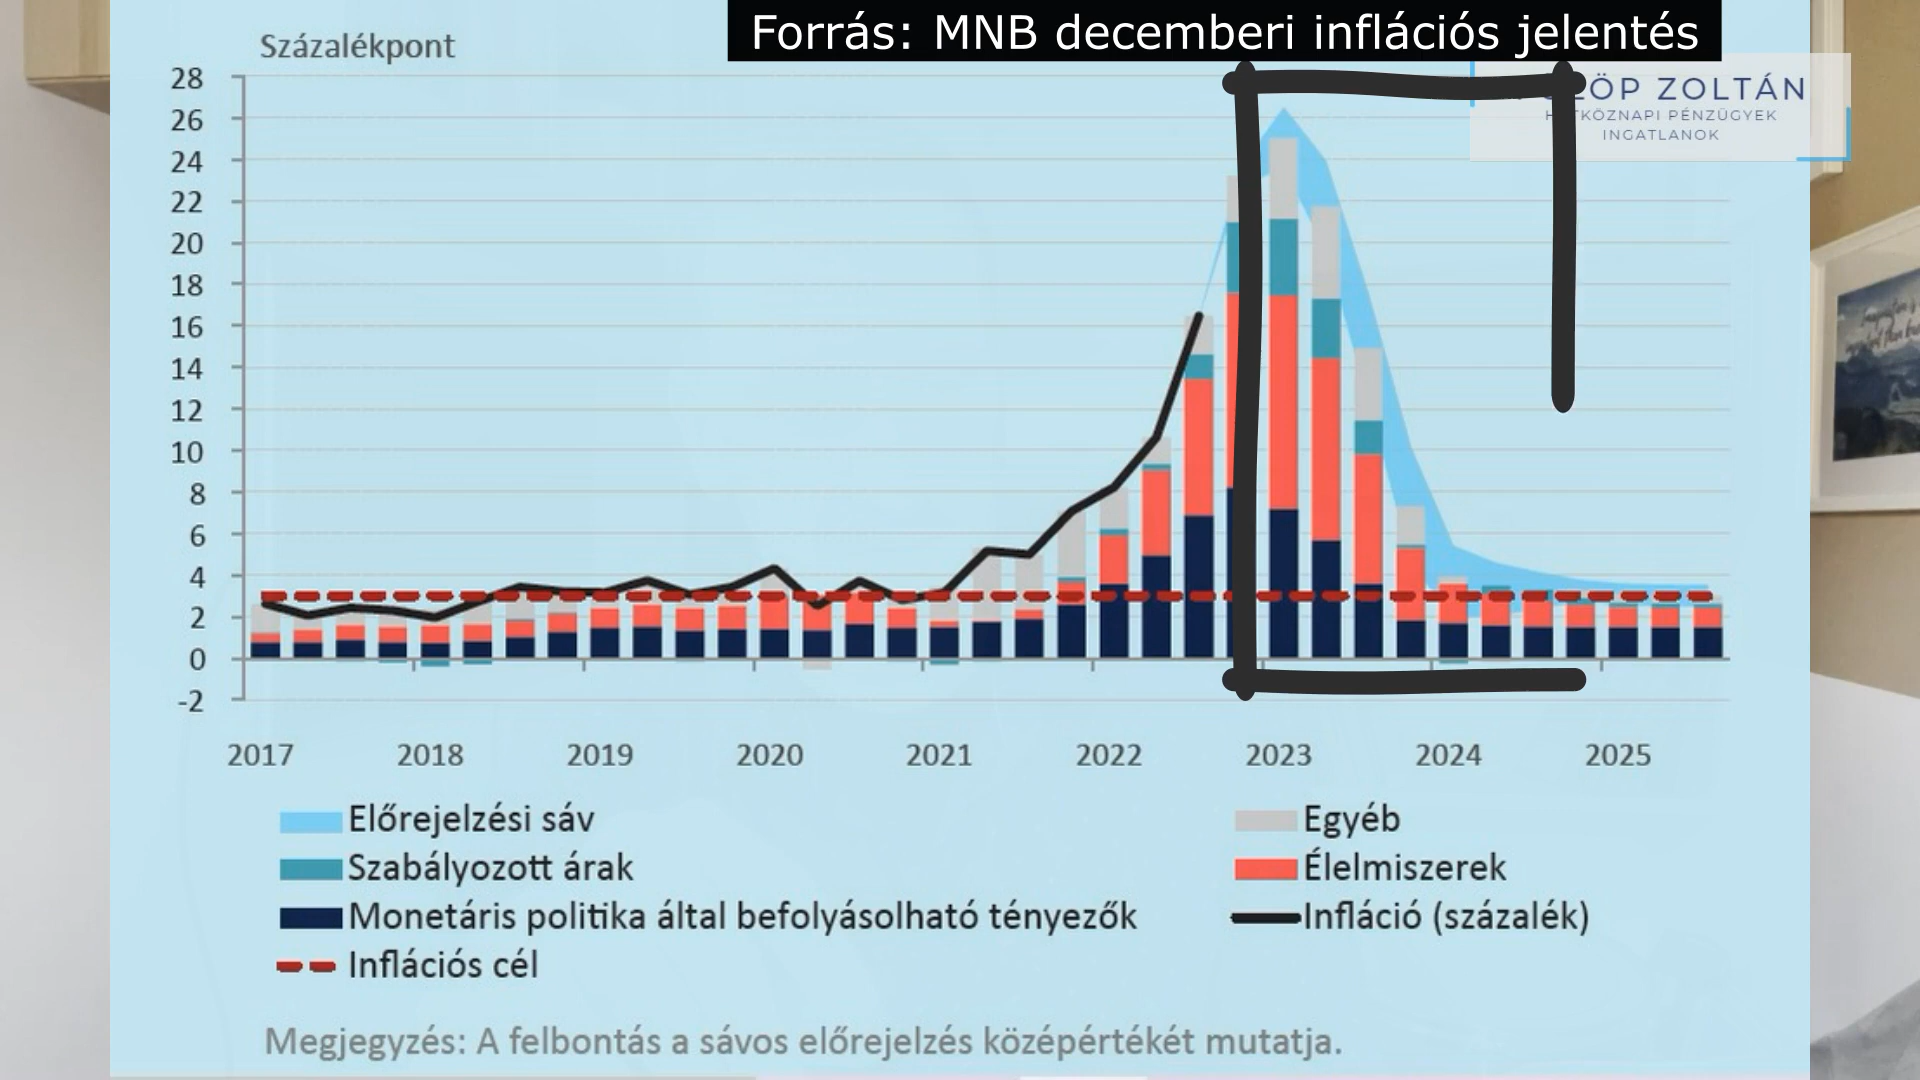 Forrás: MNB decemberi inflációs jelentés
Százalékpont
ZOLTÁN
PÉNZÜGYEK
INGATLANOK
28
26
24
22
20
18
16
14
12
10
8
6
4
2
0
-2
2017 2018 2019 2020 2021 2022 2023 2024 2025
Előrejelzési sáv
Egyéb
Szabályozott árak
Élelmiszerek
Monetáris politika által befolyásolható tényezők
Infláció (százalék)
Inflációs cél
Megjegyzés: A felbontás a sávos előrejelzés középértékét mutatja.